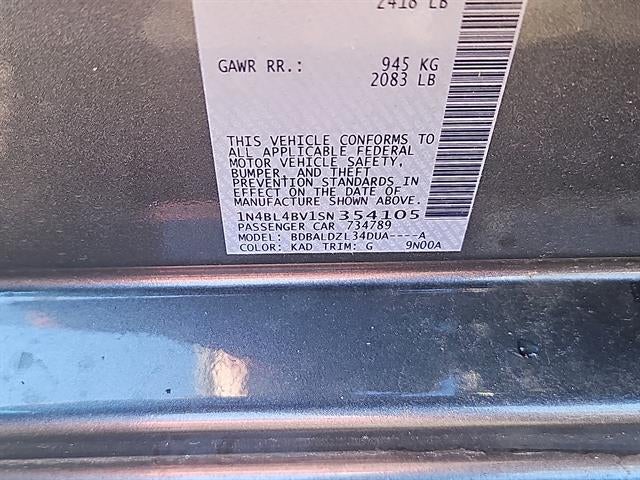 2418 LB
GAWR RR.: 945 KG
2083 LB
THIS VEHICLE CONFORMS TO
ALL APPLICABLE FEDERAL
MOTOR VEHICLE SAFETY,
BUMPER, AND THEFT
PREVENTION STANDARDS IN
EFFECT ON THE DATE OF
MANUFACTURE SHOWN ABOVE.
1N4BL4BV1SN354105
PASSENGER CAR 734789
MODEL: BDBALDZL34DUA----A
COLOR: KAD TRIM: G 9N00A